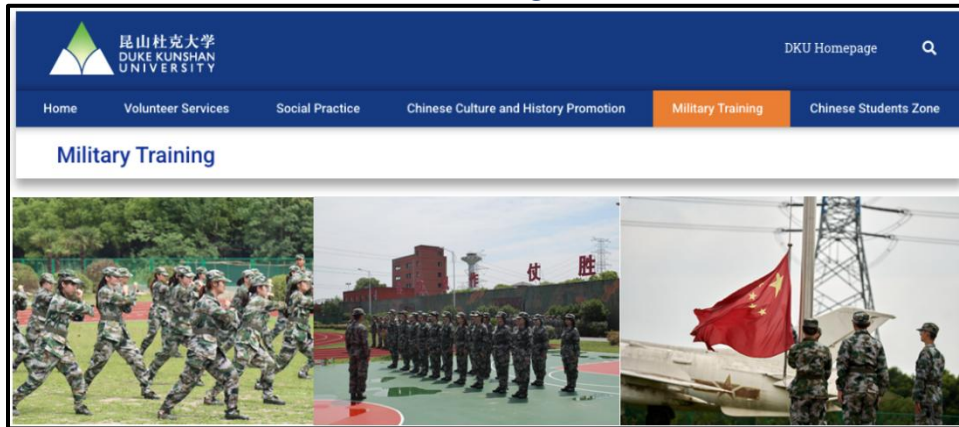 昆山杜克大学
DUKE KUNSHAN
UNIVERSITY
DKU Homepage
Home Volunteer Services Social Practice Chinese Culture and History Promotion Military Training Chinese Students Zone
Military Training
仗 胜